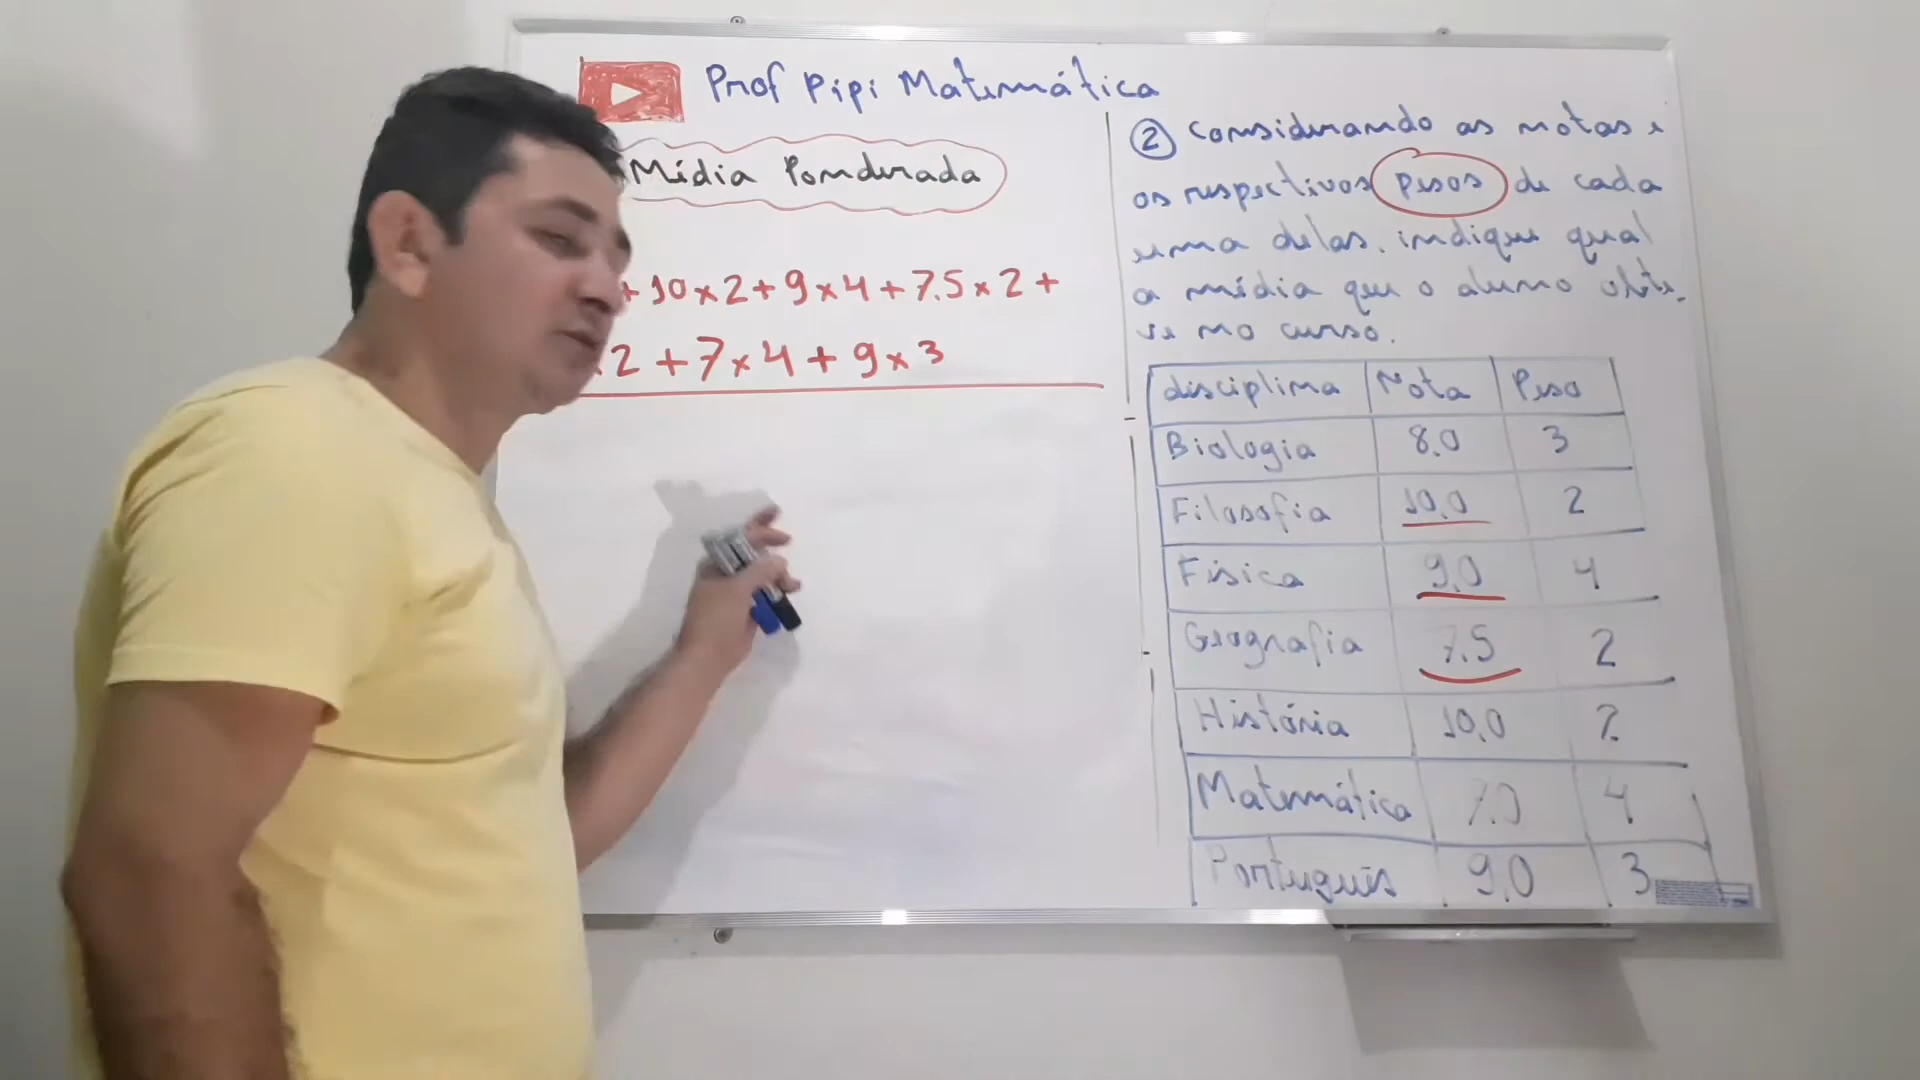 Prof Pipi Matemática
Média Ponderada
+ 10 x 2 + 9 x 4 + 7.5 x 2 +
2 + 7 x 4 + 9 x 3
② Considerando as notas e
os respectivos pesos de cada
uma delas. indique qual
a média que o aluno obte-
ve no curso.
disciplina Nota Peso
Biologia 8.0 3
Filosofia 10.0 2
Física 9.0 4
Geografia 7.5 2
História 10.0 2
Matemática 7.0 4
Português 9.0 3